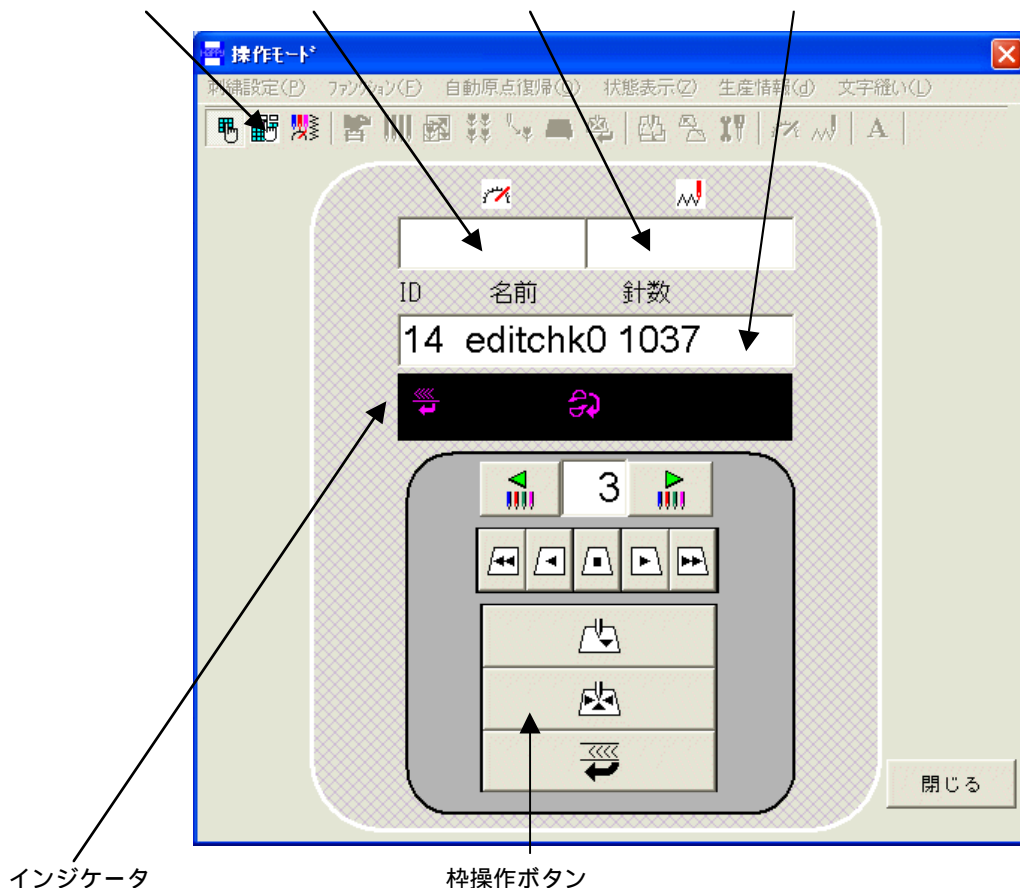 操作モード
刺繍設定(P) ファンクション(F) 自動原点復帰(O) 状態表示(Z) 生産情報(d) 文字縫い(L)
A
ID 名前 針数
14 editchk0 1037
3
閉じる
インジケータ 枠操作ボタン